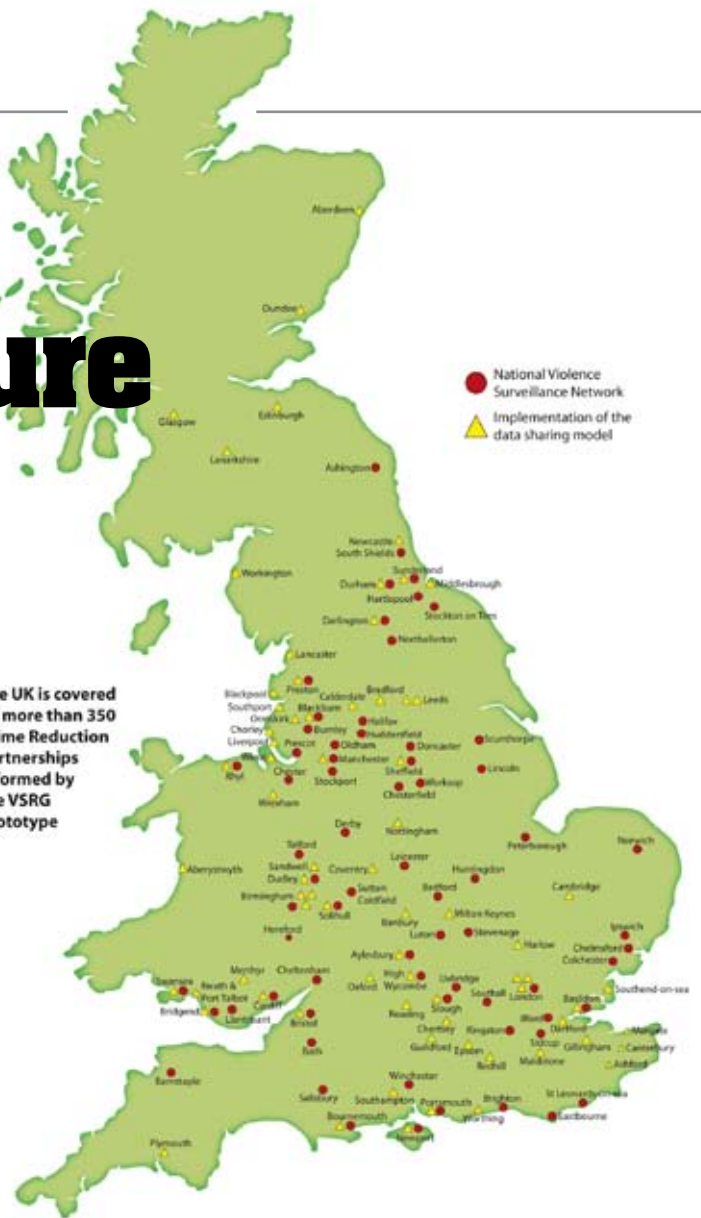 Aberdeen
Dundee
ure
National Violence
Surveillance Network
Implementation of the
data sharing model
Glasgow
Edinburgh
Lanarkshire
Ashington
Newcastle
South Shields
Sunderland
Workington
Durham
Middlesbrough
Hartlepool
Stockton on Tees
Darlington
Northallerton
Lancaster
e UK is covered
more than 350
ime Reduction
rtnerships
ormed by
e VSRG
ototype
Blackpool
Preston
Calderdale
Bradford
Leeds
Southport
Blackburn
Ormskirk
Halifax
Chorley
Burnley
Huddersfield
Scunthorpe
Liverpool
Prescot
Oldham
Doncaster
Manchester
Sheffield
Lincoln
Rhyl
Chester
Stockport
Worksop
Chesterfield
Wrexham
Derby
Nottingham
Peterborough
Norwich
Telford
Leicester
Aberystwyth
Sandwell
Coventry
Huntingdon
Dudley
Sutton
Coldfield
Bedford
Cambridge
Birmingham
Solihull
Banbury
Milton Keynes
Ipswich
Hereford
Luton
Stevenage
Harlow
Chelmsford
Colchester
Aylesbury
Merthyr
Cheltenham
Swansea
Neath &
Port Talbot
Cardiff
Oxford
High
Wycombe
Uxbridge
Southall
London
Basildon
Southend-on-sea
Bridgend
Llantrisant
Bristol
Reading
Slough
Ilford
Dartford
Margate
Chertsey
Kingston
Sidcup
Gillingham
Canterbury
Bath
Guildford
Epsom
Redhill
Maidstone
Ashford
Barnstaple
Winchester
Salisbury
Southampton
Portsmouth
Brighton
St Leonards-on-sea
Bournemouth
Worthing
Eastbourne
Newport
Plymouth